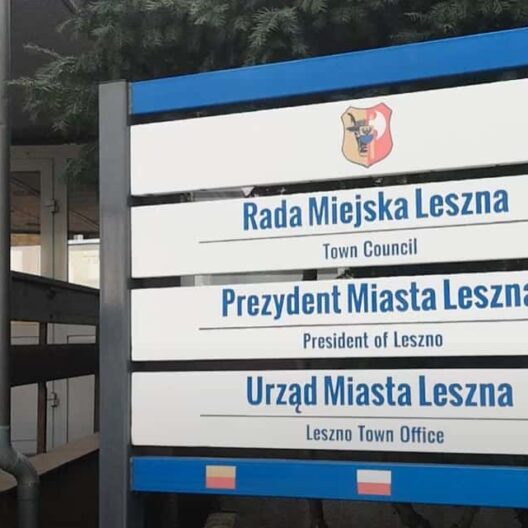 Rada Miejska Leszna
Town Council
Prezydent Miasta Leszna
President of Leszno
Urząd Miasta Leszna
Leszno Town Office